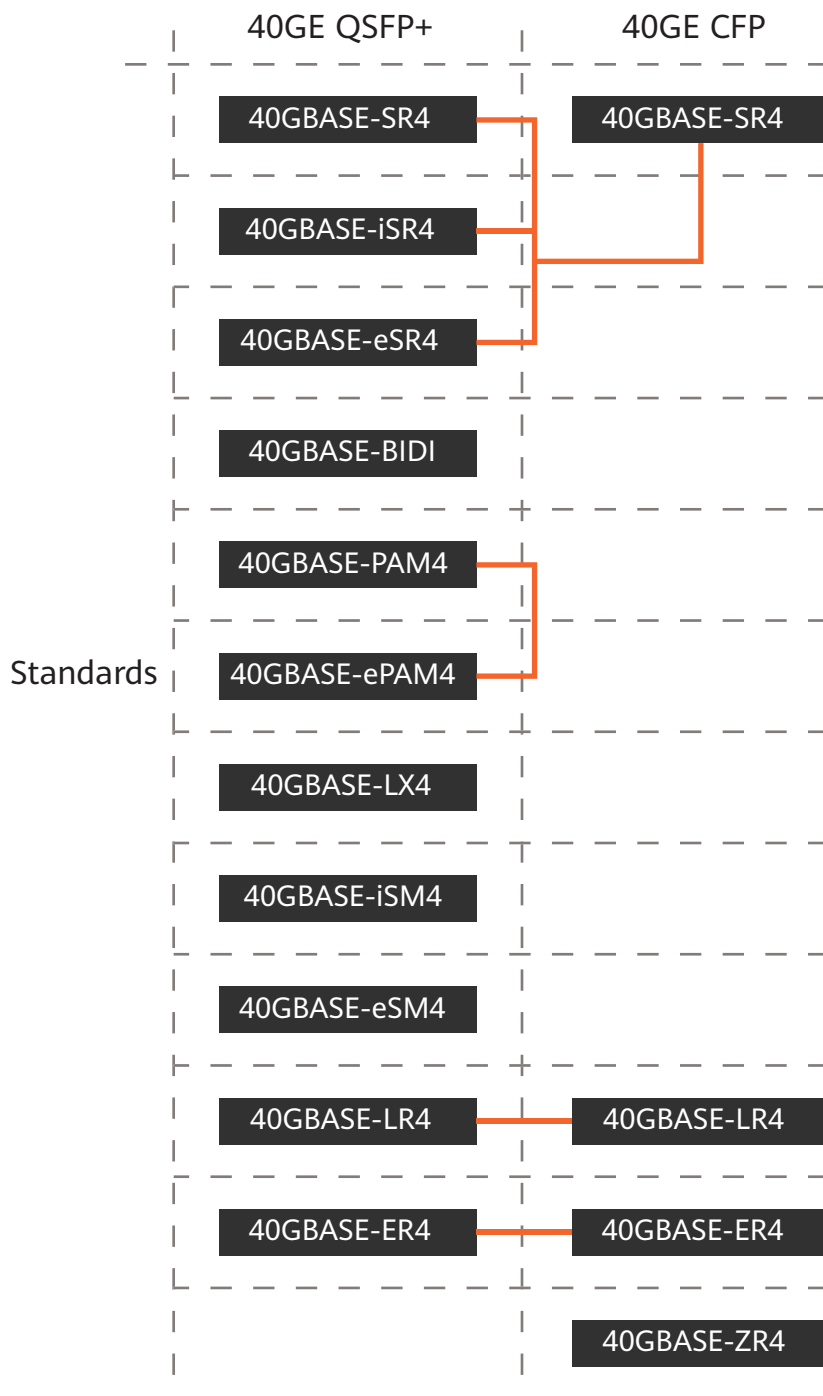 40GE QSFP+ 40GE CFP
40GBASE-SR4 40GBASE-SR4
40GBASE-iSR4
40GBASE-eSR4
40GBASE-BIDI
40GBASE-PAM4
Standards 40GBASE-ePAM4
40GBASE-LX4
40GBASE-iSM4
40GBASE-eSM4
40GBASE-LR4 40GBASE-LR4
40GBASE-ER4 40GBASE-ER4
40GBASE-ZR4